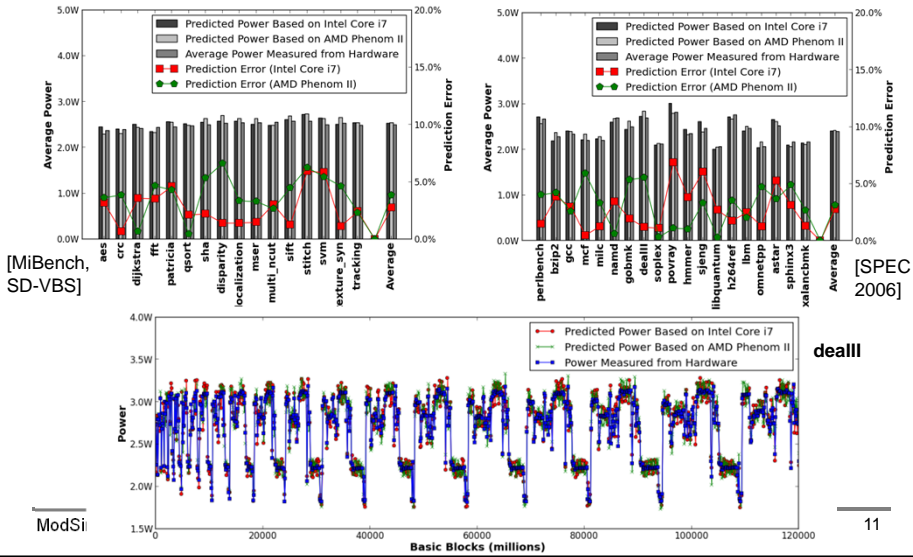 5.0W
4.0W
3.0W
2.0W
1.0W
0.0W
Average Power
Predicted Power Based on Intel Core i7
Predicted Power Based on AMD Phenom II
Average Power Measured from Hardware
Prediction Error (Intel Core i7)
Prediction Error (AMD Phenom II)
20.0%
15.0%
10.0%
5.0%
0.0%
Prediction Error
aes
crc
dijkstra
fft
patricia
qsort
sha
disparity
localization
mser
multi_ncut
sift
stitch
svm
exture_syn
tracking
Average
[MiBench,
SD-VBS]
5.0W
4.0W
3.0W
2.0W
1.0W
0.0W
Average Power
Predicted Power Based on Intel Core i7
Predicted Power Based on AMD Phenom II
Average Power Measured from Hardware
Prediction Error (Intel Core i7)
Prediction Error (AMD Phenom II)
20.0%
15.0%
10.0%
5.0%
0.0%
Prediction Error
perlbench
bzip2
gcc
mcf
milc
namd
gobmk
dealII
soplex
povray
hmmer
sjeng
libquantum
h264ref
lbm
omnetpp
astar
sphinx3
xalancbmk
Average
[SPEC
2006]
4.0W
3.5W
3.0W
2.5W
2.0W
1.5W
Power
Predicted Power Based on Intel Core i7
Predicted Power Based on AMD Phenom II
Power Measured from Hardware
0
20000
40000
60000
80000
100000
120000
Basic Blocks (millions)
dealII
ModSi
11